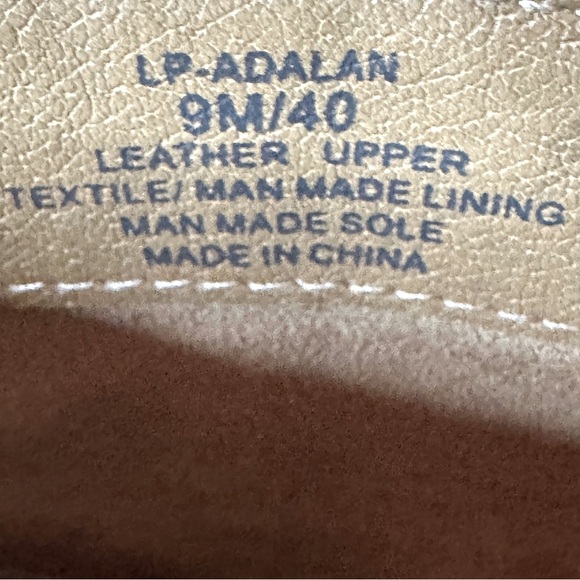 LP-ADALAN
9M/40
LEATHER UPPER
TEXTILE/ MAN MADE LINING
MAN MADE SOLE
MADE IN CHINA